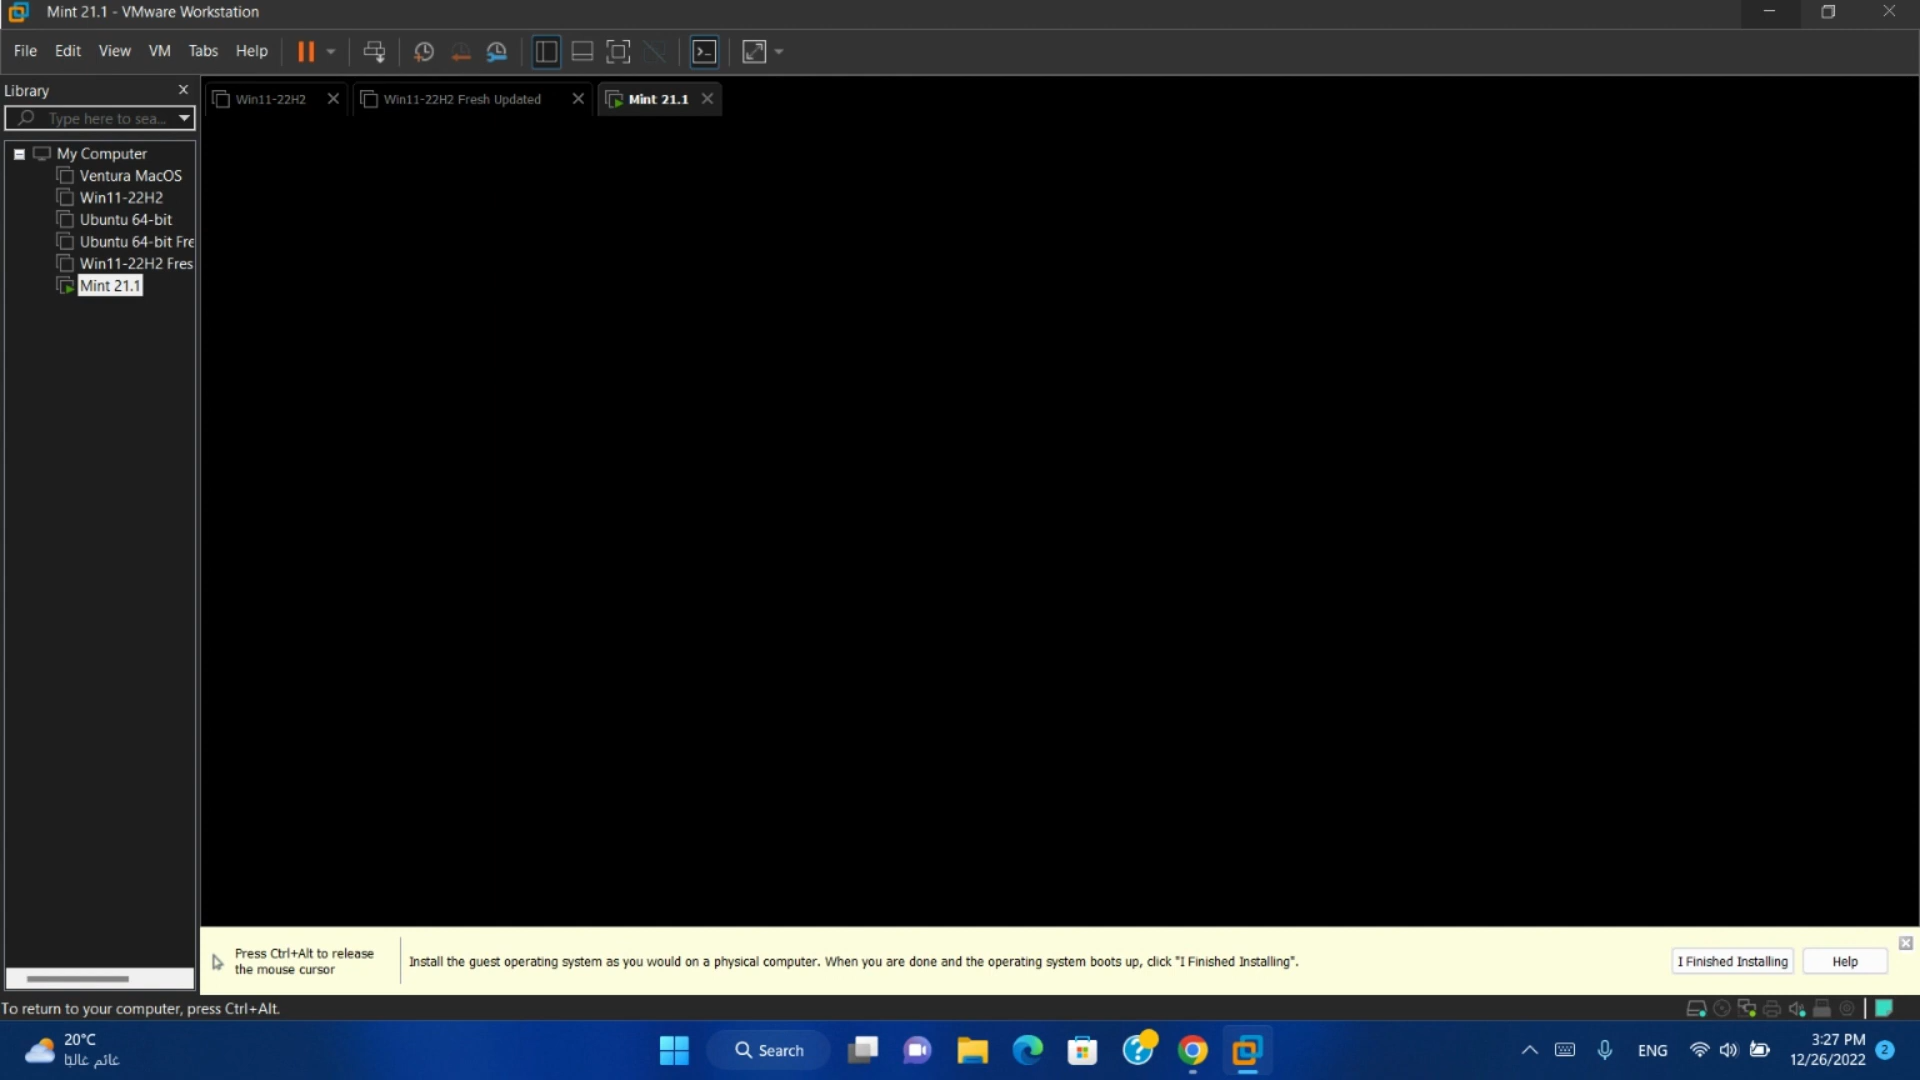 Mint 21.1 - VMware Workstation
File Edit View VM Tabs Help
Library
Type here to sea...
Win11-22H2
Win11-22H2 Fresh Updated
Mint 21.1
My Computer
Ventura MacOS
Win11-22H2
Ubuntu 64-bit
Ubuntu 64-bit Fre
Win11-22H2 Fres
Mint 21.1
Press Ctrl+Alt to release
the mouse cursor
Install the guest operating system as you would on a physical computer. When you are done and the operating system boots up, click "I Finished Installing".
I Finished Installing
Help
To return to your computer, press Ctrl+Alt.
20°C
غائم غالبًا
Search
ENG
3:27 PM
12/26/2022
2